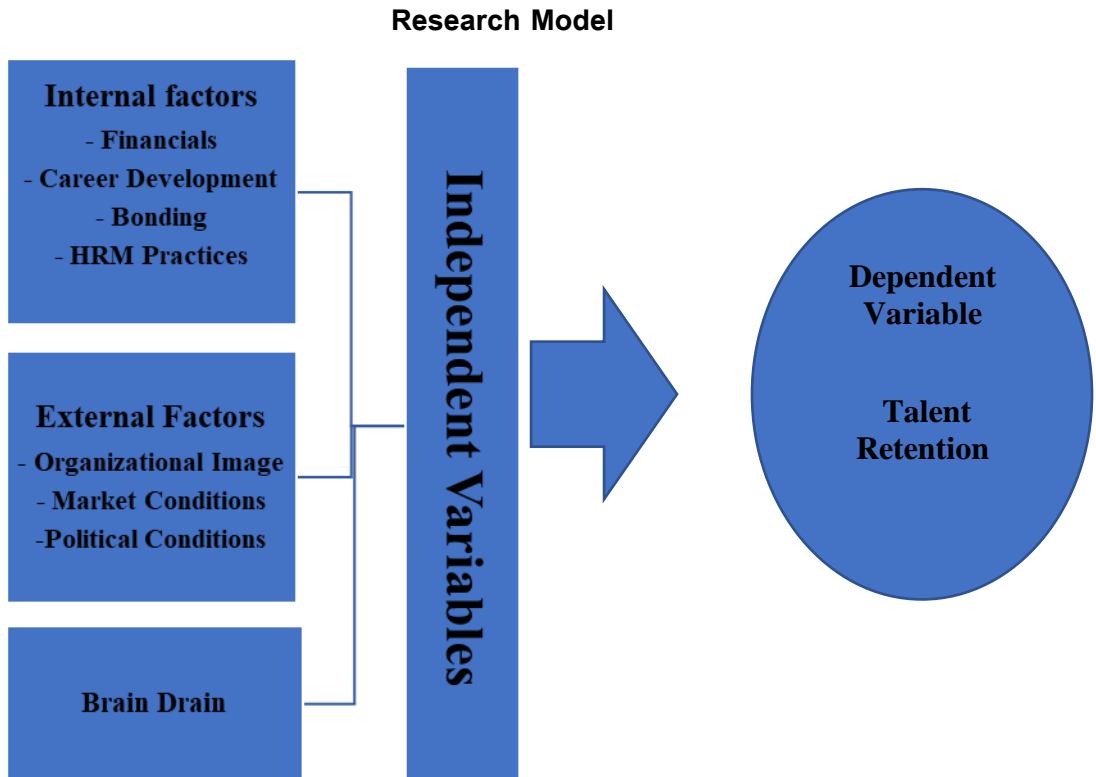 Research Model
Internal factors
- Financials
- Career Development
- Bonding
- HRM Practices
External Factors
- Organizational Image
- Market Conditions
-Political Conditions
Brain Drain
Independent Variables
Dependent
Variable
Talent
Retention